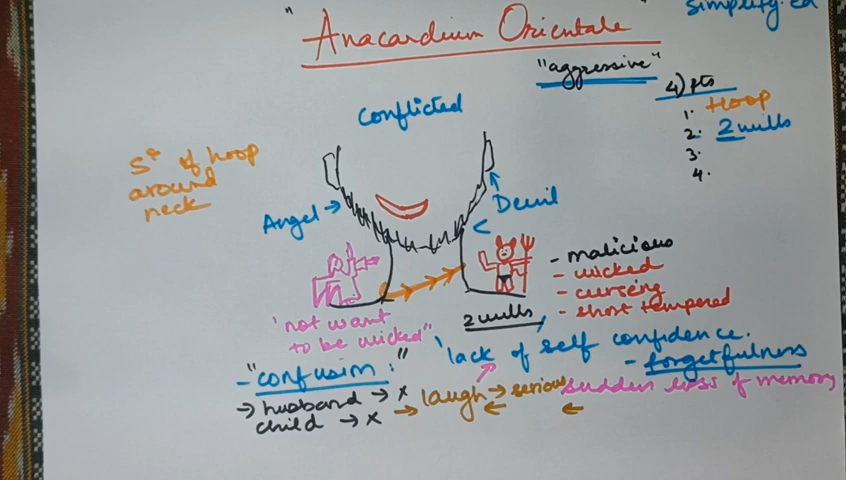 simplified
"Anacardium Orientale"
"aggressive"
4) pts
1. Hoop
2. 2 wills
3.
4.
Conflicted
Sⁿ of hoop
around
neck
Angel →
Devil
- malicious
- wicked
- cursing
- short tempered
'not want
to be wicked"
2 wills
'lack of self confidence.
- "confusion:"
- forgetfulness
sudden loss of memory
→ husband → x
child → x
→ laugh → serious